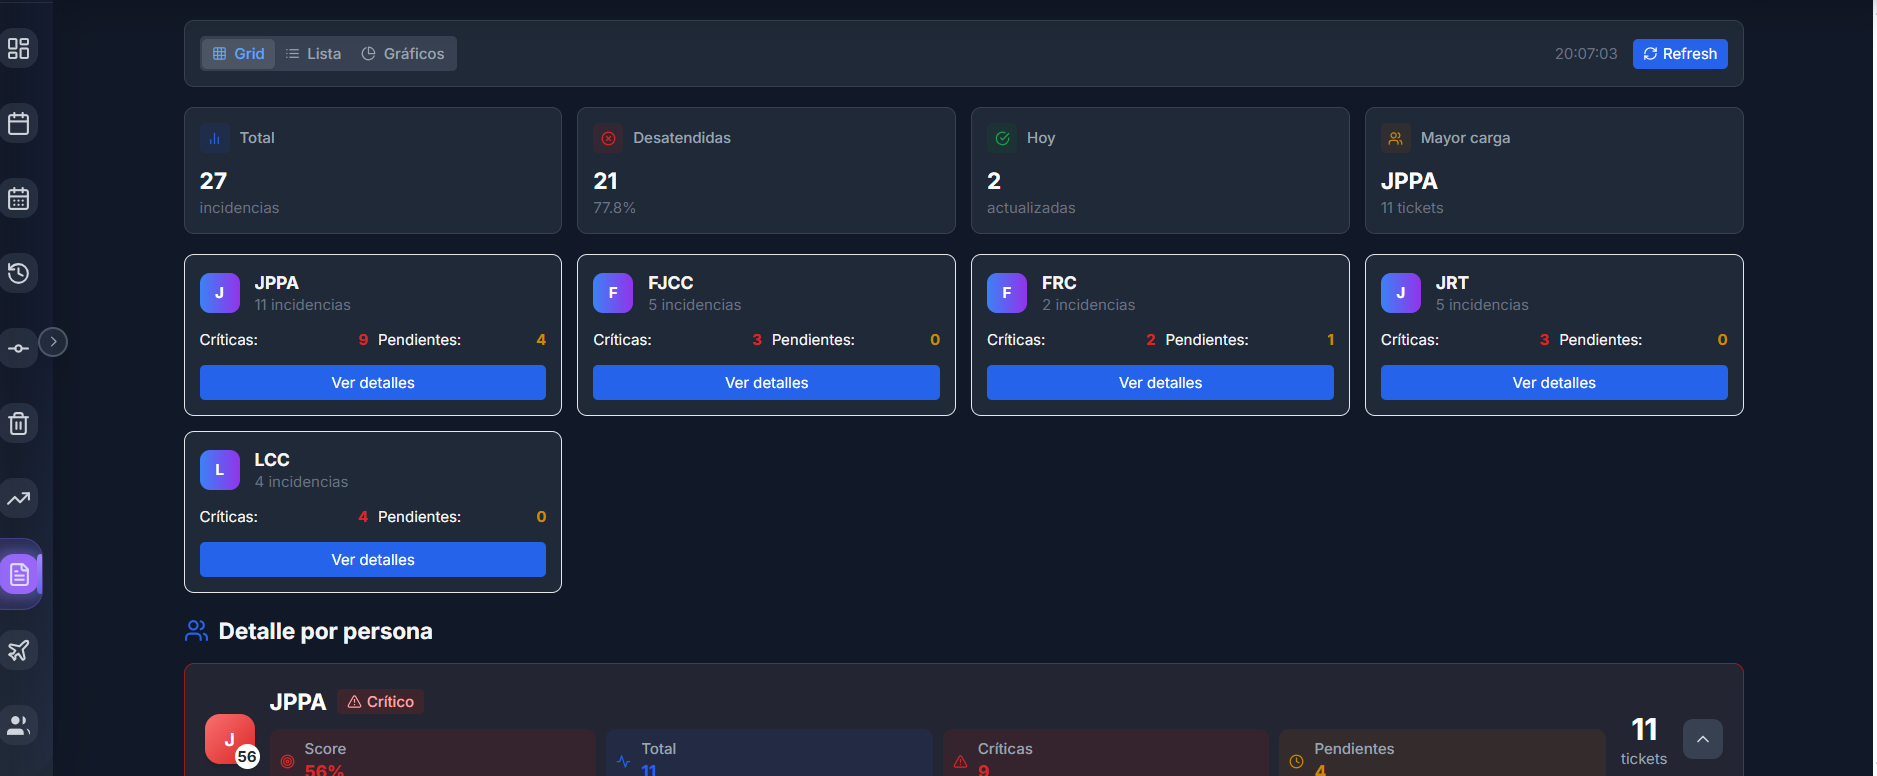 Grid Lista Gráficos 20:07:03 Refresh
Total
27
incidencias
Desatendidas
21
77.8%
Hoy
2
actualizadas
Mayor carga
JPPA
11 tickets
J JPPA
11 incidencias
Críticas: 9 Pendientes: 4
Ver detalles
F FJCC
5 incidencias
Críticas: 3 Pendientes: 0
Ver detalles
F FRC
2 incidencias
Críticas: 2 Pendientes: 1
Ver detalles
J JRT
5 incidencias
Críticas: 3 Pendientes: 0
Ver detalles
L LCC
4 incidencias
Críticas: 4 Pendientes: 0
Ver detalles
Detalle por persona
J 56
JPPA Crítico
Score
56%
Total
11
Críticas
9
Pendientes
4
11
tickets